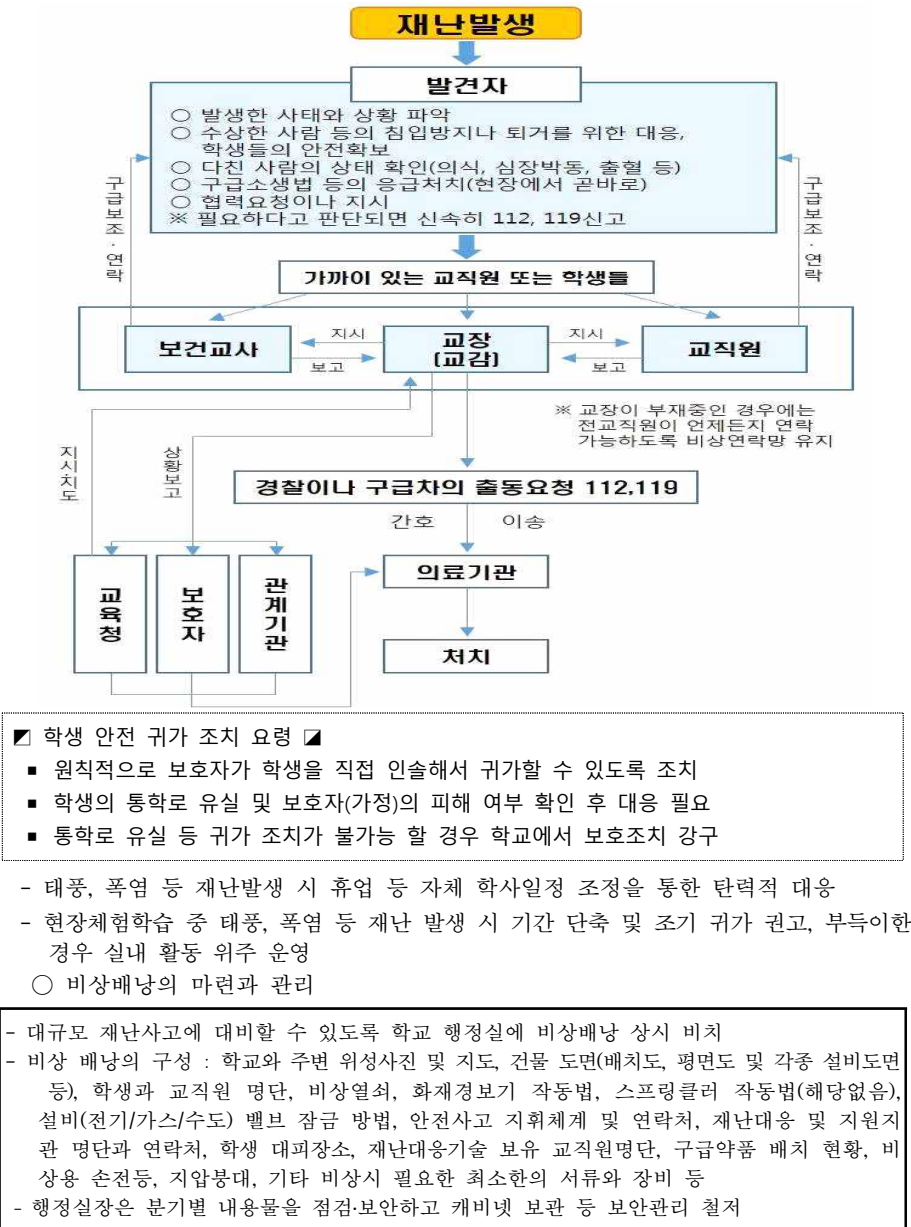 재난발생
발견자
○ 발생한 사태와 상황 파악
○ 수상한 사람 등의 침입방지나 퇴거를 위한 대응,
학생들의 안전확보
○ 다친 사람의 상태 확인(의식, 심장박동, 출혈 등)
○ 구급소생법 등의 응급처치(현장에서 곧바로)
○ 협력요청이나 지시
※ 필요하다고 판단되면 신속히 112, 119신고
구급보조·연락
구급보조·연락
가까이 있는 교직원 또는 학생들
보건교사
지시
보고
교장
(교감)
지시
보고
교직원
※ 교장이 부재중인 경우에는
전교직원이 언제든지 연락
가능하도록 비상연락망 유지
지시·지도
상황보고
경찰이나 구급차의 출동요청 112,119
간호 이송
교육청
보호자
관계기관
의료기관
처치
◩ 학생 안전 귀가 조치 요령 ◪
▪ 원칙적으로 보호자가 학생을 직접 인솔해서 귀가할 수 있도록 조치
▪ 학생의 통학로 유실 및 보호자(가정)의 피해 여부 확인 후 대응 필요
▪ 통학로 유실 등 귀가 조치가 불가능 할 경우 학교에서 보호조치 강구
- 태풍, 폭염 등 재난발생 시 휴업 등 자체 학사일정 조정을 통한 탄력적 대응
- 현장체험학습 중 태풍, 폭염 등 재난 발생 시 기간 단축 및 조기 귀가 권고, 부득이한
경우 실내 활동 위주 운영
○ 비상배낭의 마련과 관리
- 대규모 재난사고에 대비할 수 있도록 학교 행정실에 비상배낭 상시 비치
- 비상 배낭의 구성 : 학교와 주변 위성사진 및 지도, 건물 도면(배치도, 평면도 및 각종 설비도면
등), 학생과 교직원 명단, 비상열쇠, 화재경보기 작동법, 스프링클러 작동법(해당없음),
설비(전기/가스/수도) 밸브 잠금 방법, 안전사고 지휘체계 및 연락처, 재난대응 및 지원지
관 명단과 연락처, 학생 대피장소, 재난대응기술 보유 교직원명단, 구급약품 배치 현황, 비
상용 손전등, 지압붕대, 기타 비상시 필요한 최소한의 서류와 장비 등
- 행정실장은 분기별 내용물을 점검·보안하고 캐비넷 보관 등 보안관리 철저